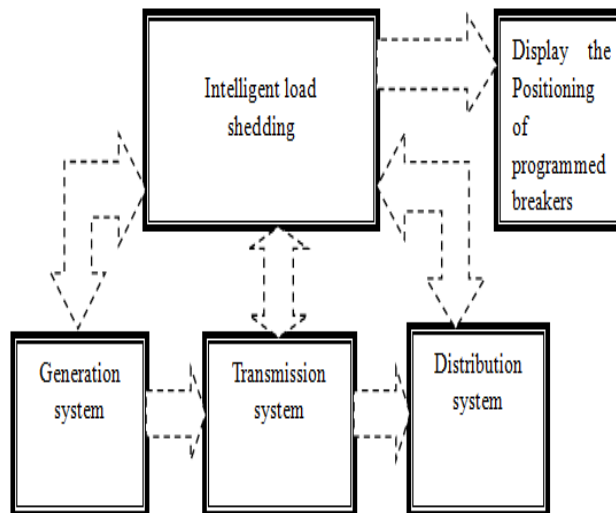 Intelligent load
shedding
Display the
Positioning
of
programmed
breakers
Generation
system
Transmission
system
Distribution
system